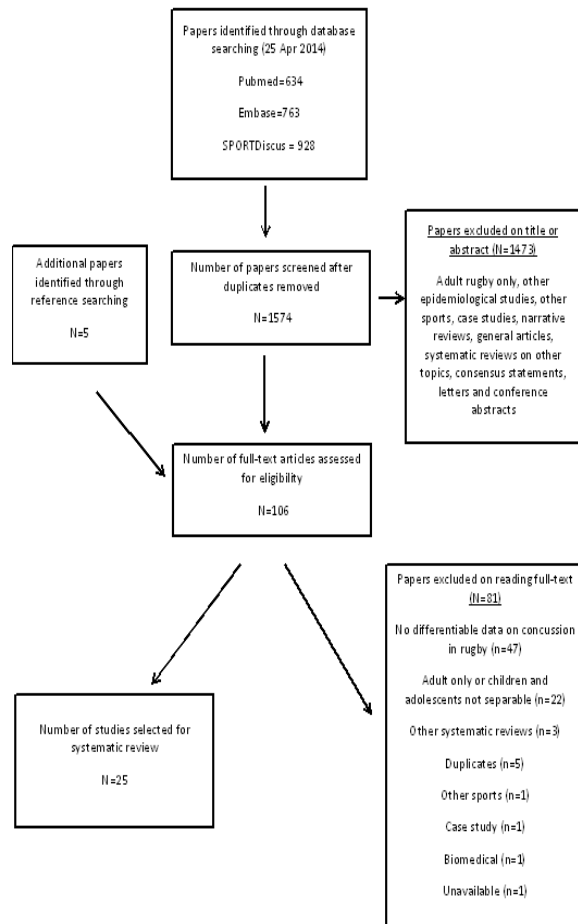 Papers identified through database
searching (25 Apr 2014)
Pubmed=634
Embase=763
SPORTDiscus = 928
Additional papers
identified through
reference searching
N=5
Number of papers screened after
duplicates removed
N=1574
Papers excluded on title or
abstract (N=1473)
Adult rugby only, other
epidemiological studies, other
sports, case studies, narrative
reviews, general articles,
systematic reviews on other
topics, consensus statements,
letters and conference
abstracts
Number of full-text articles assessed
for eligibility
N=106
Number of studies selected for
systematic review
N=25
Papers excluded on reading full-text
(N=81)
No differentiable data on concussion
in rugby (n=47)
Adult only or children and
adolescents not separable (n=22)
Other systematic reviews (n=3)
Duplicates (n=5)
Other sports (n=1)
Case study (n=1)
Biomedical (n=1)
Unavailable (n=1)